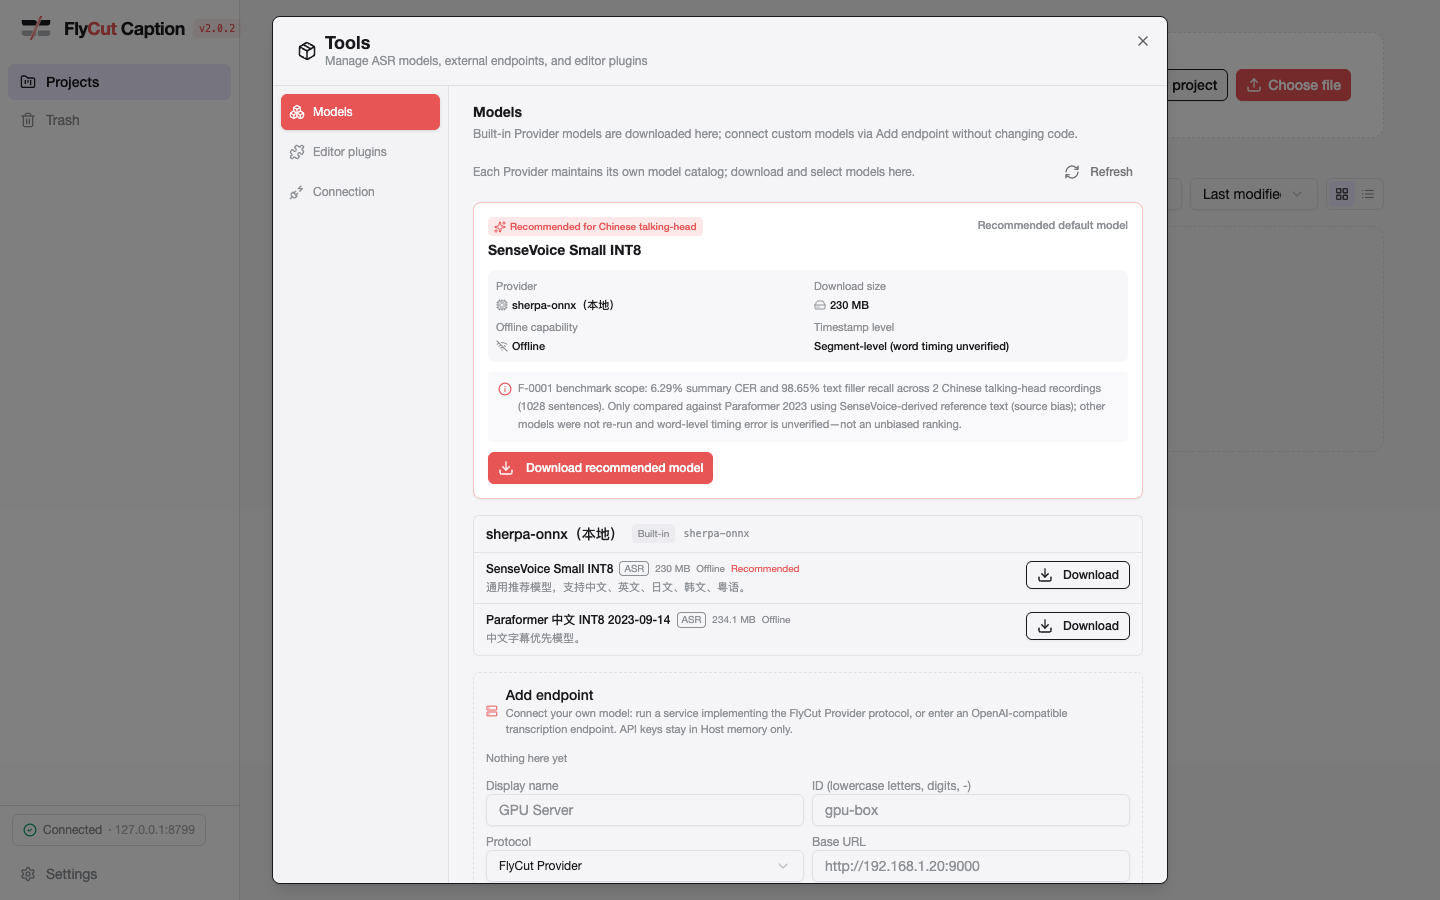 FlyCut Caption v2.0.2
Projects
Trash
Connected · 127.0.0.1:8799
Settings
project
Choose file
Last modifie
Tools
Manage ASR models, external endpoints, and editor plugins
Models
Editor plugins
Connection
Models
Built-in Provider models are downloaded here; connect custom models via Add endpoint without changing code.
Each Provider maintains its own model catalog; download and select models here.
Refresh
Recommended for Chinese talking-head
Recommended default model
SenseVoice Small INT8
Provider
sherpa-onnx（本地）
Download size
230 MB
Offline capability
Offline
Timestamp level
Segment-level (word timing unverified)
F-0001 benchmark scope: 6.29% summary CER and 98.65% text filler recall across 2 Chinese talking-head recordings
(1028 sentences). Only compared against Paraformer 2023 using SenseVoice-derived reference text (source bias); other
models were not re-run and word-level timing error is unverified—not an unbiased ranking.
Download recommended model
sherpa-onnx（本地） Built-in sherpa-onnx
SenseVoice Small INT8 ASR 230 MB Offline Recommended
通用推荐模型，支持中文、英文、日文、韩文、粤语。
Download
Paraformer 中文 INT8 2023-09-14 ASR 234.1 MB Offline
中文字幕优先模型。
Download
Add endpoint
Connect your own model: run a service implementing the FlyCut Provider protocol, or enter an OpenAI-compatible
transcription endpoint. API keys stay in Host memory only.
Nothing here yet
Display name
GPU Server
ID (lowercase letters, digits, -)
gpu-box
Protocol
FlyCut Provider
Base URL
http://192.168.1.20:9000